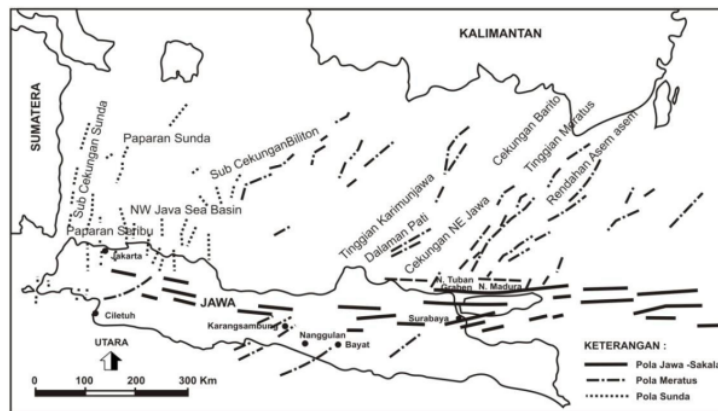 KALIMANTAN
SUMATERA
Sub Cekungan Sunda
Paparan Sunda
Sub CekunganBiliton
Cekungan Barito
Tinggian Meratus
Rendahan Asem asem
NW Java Sea Basin
Tinggian Karimunjawa
Dalaman Pati
Cekungan NE Jawa
Paparan Seribu
Jakarta
N. Tuban
Graben
N. Madura
JAWA
Ciletuh
Karangsambung
Surabaya
Nanggulan
Bayat
UTARA
0 100 200 300 Km
KETERANGAN :
Pola Jawa -Sakala
Pola Meratus
Pola Sunda